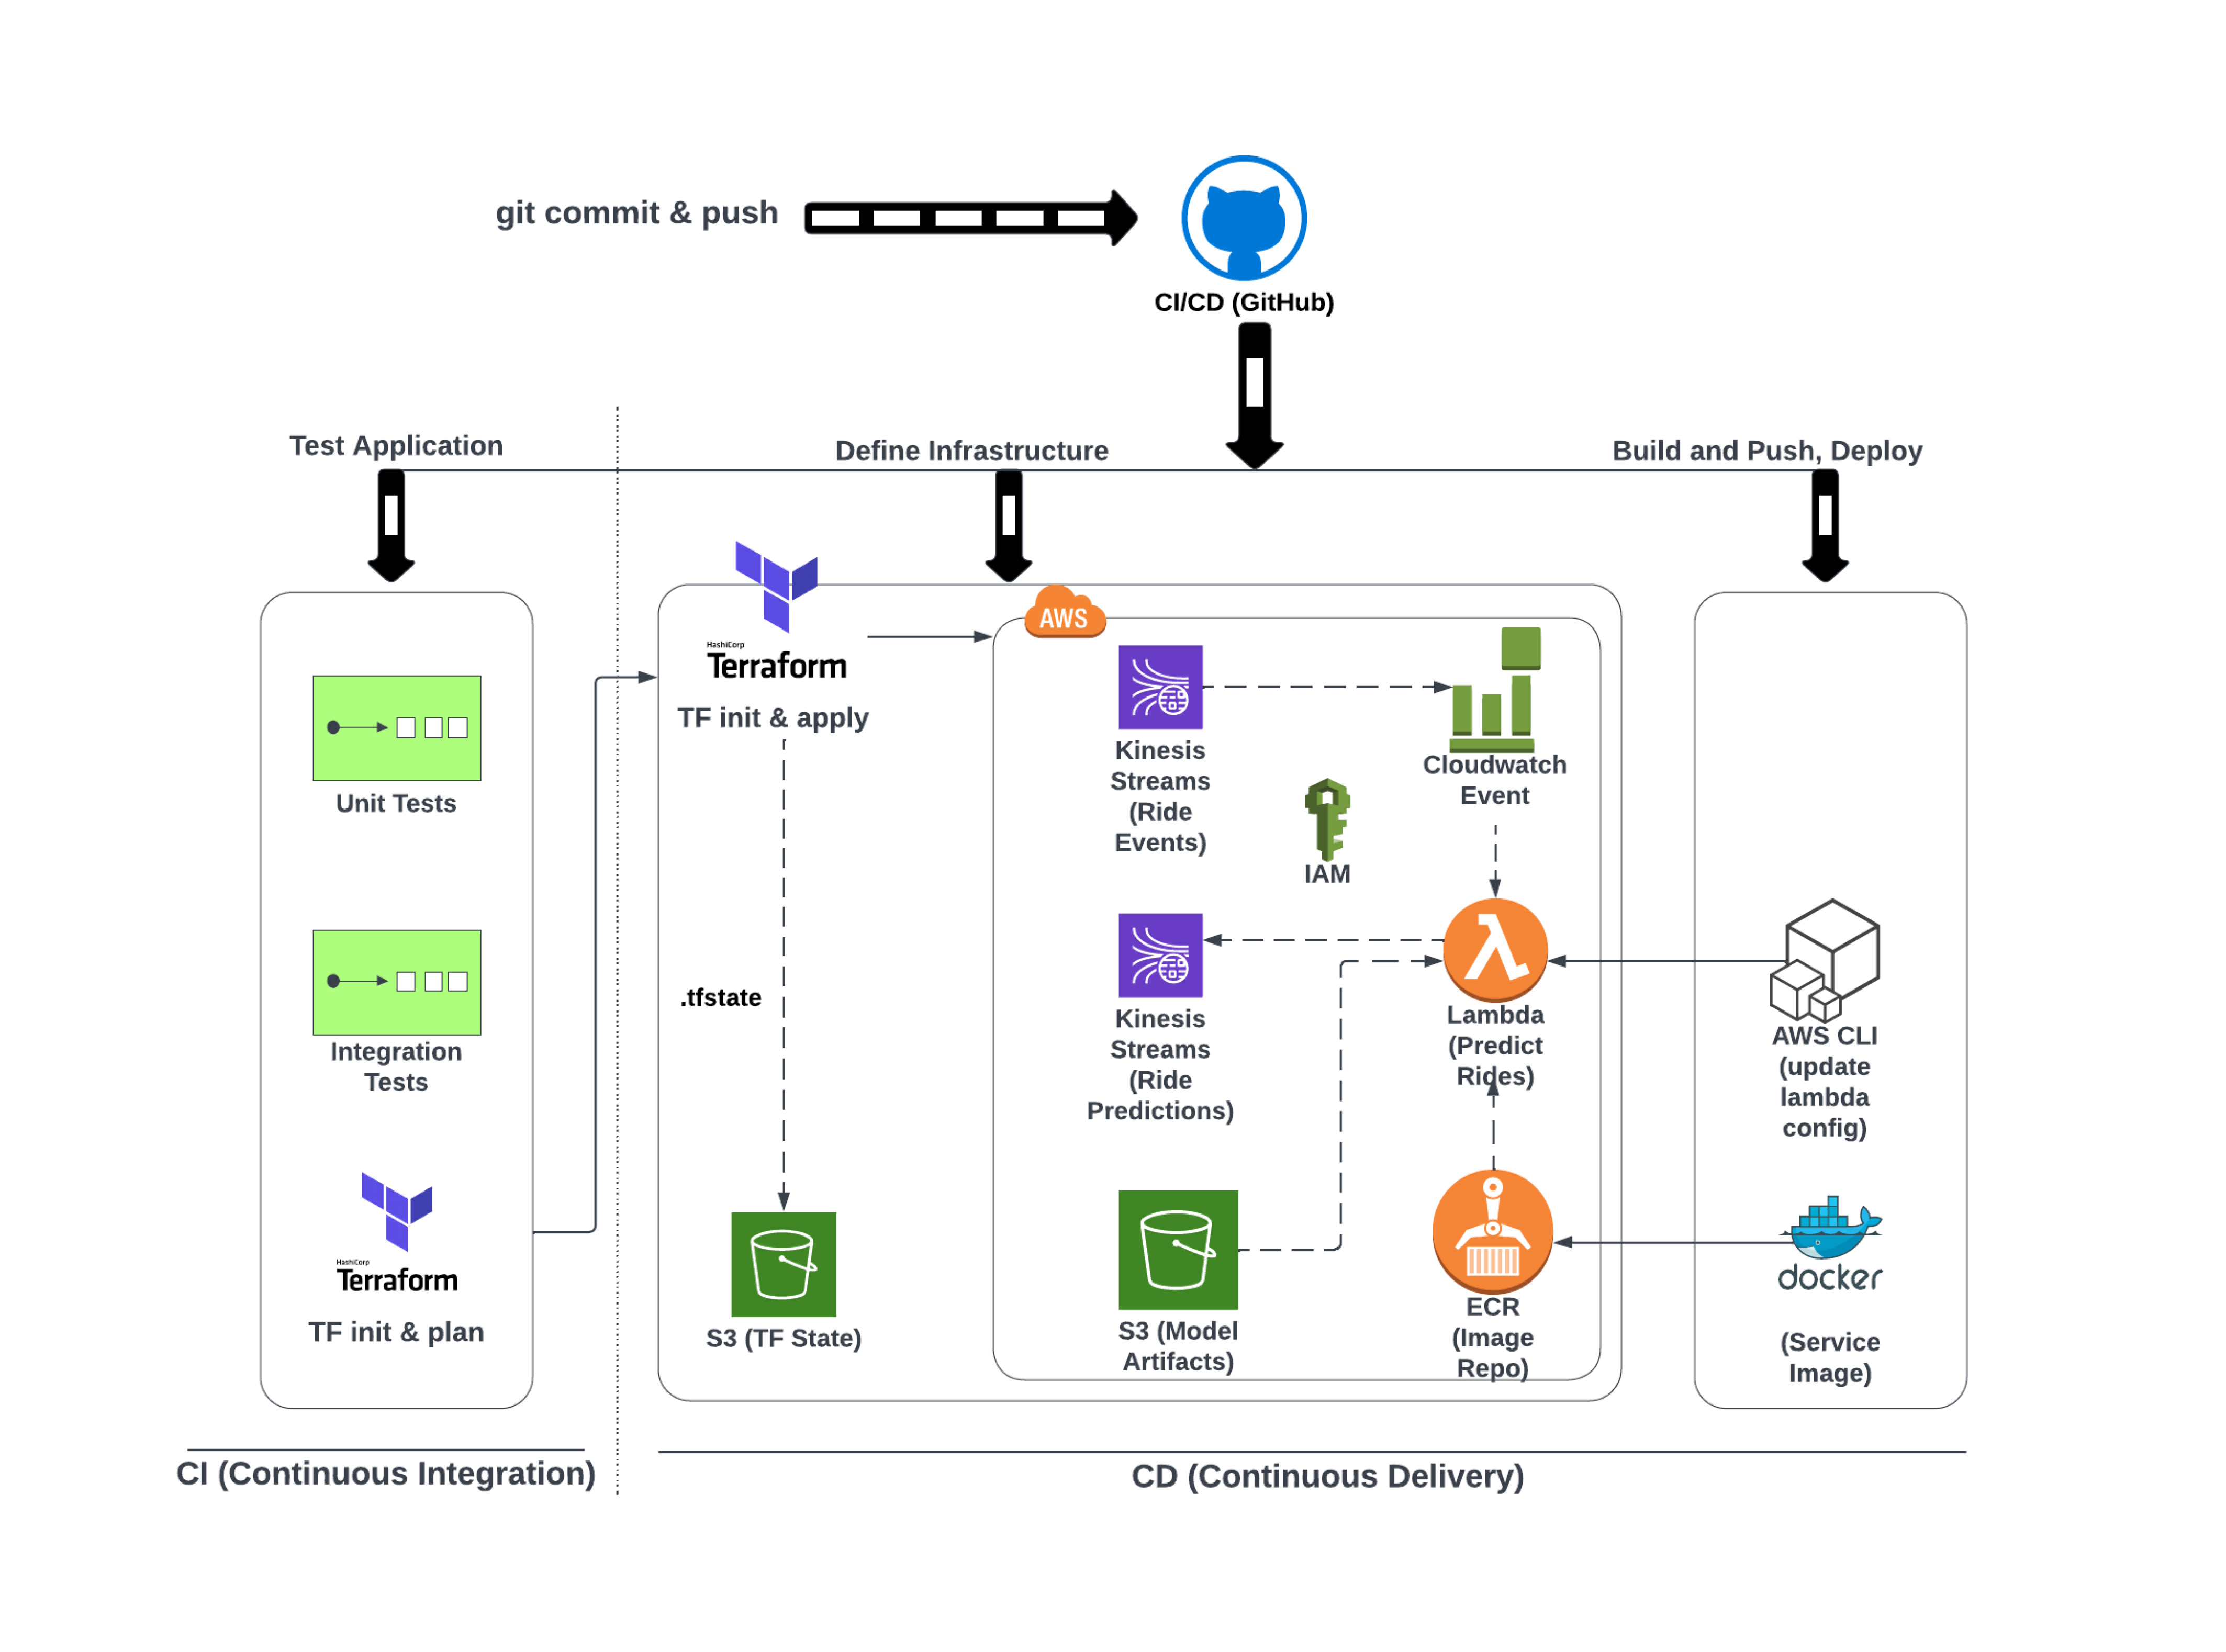 git commit & push
CI/CD (GitHub)
Test Application
Define Infrastructure
Build and Push, Deploy
Unit Tests
Integration
Tests
HashiCorp
Terraform
TF init & plan
HashiCorp
Terraform
TF init & apply
.tfstate
S3 (TF State)
AWS
Kinesis
Streams
(Ride
Events)
Cloudwatch
Event
IAM
Kinesis
Streams
(Ride
Predictions)
Lambda
(Predict
Rides)
S3 (Model
Artifacts)
ECR
(Image
Repo)
AWS CLI
(update
lambda
config)
docker
(Service
Image)
CI (Continuous Integration)
CD (Continuous Delivery)